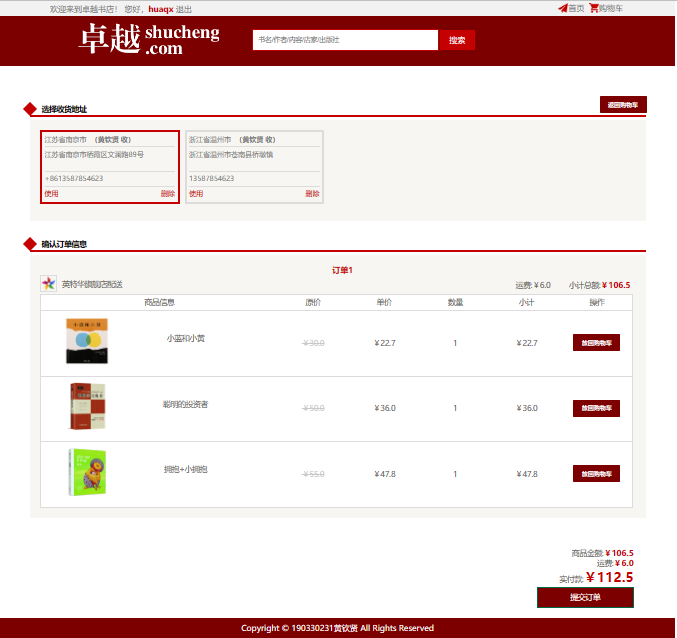 欢迎来到卓越书店! 您好，huaqx 退出
首页 购物车
卓越 shucheng
.com
书名/作者/内容/店家/出版社 搜索
选择收货地址 返回购物车
江苏省南京市 （黄钦贤 收） 浙江省温州市 （黄钦贤 收）
江苏省南京市栖霞区文澜路89号 浙江省温州市苍南县桥墩镇
+8613587854623 13587854623
使用 删除 使用 删除
确认订单信息
订单1
英特华旗舰店配送 运费: ¥ 6.0 小计总额: ¥ 106.5
商品信息 原价 单价 数量 小计 操作
小蓝和小黄 ¥ 30.0 ¥ 22.7 1 ¥ 22.7 放回购物车
聪明的投资者 ¥ 50.0 ¥ 36.0 1 ¥ 36.0 放回购物车
拥抱+小拥抱 ¥ 55.0 ¥ 47.8 1 ¥ 47.8 放回购物车
商品金额: ¥ 106.5
运费: ¥ 6.0
实付款: ¥ 112.5
提交订单
Copyright © 190330231黄钦贤 All Rights Reserved